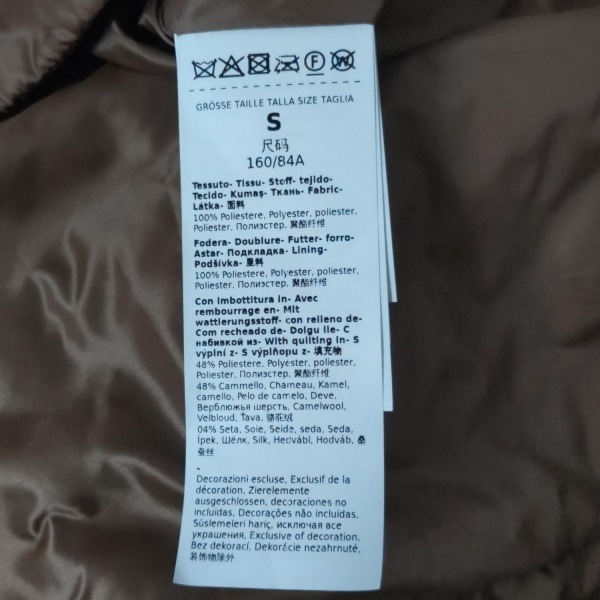 GRÖSSE TAILLE TALLA SIZE TAGLIA
S
尺码
160/84A
Tessuto- Tissu- Stoff- tejido-
Tecido- Kumaş- Ткань- Fabric-
Látka- 面料
100% Poliestere, Polyester, poliester,
Poliester, Полиэстер, 聚酯纤维
Fodera- Doublure- Futter- forro-
Astar- Подкладка- Lining-
Podšívka- 里料
100% Poliestere, Polyester, poliester,
Poliester, Полиэстер, 聚酯纤维
Con imbottitura in- Avec
rembourrage en- Mit
wattierungsstoff- con relleno de-
Com recheado de- Dolgu ile- С
набивкой из- With quilting in- S
výplní z- S výplňopu z- 填充物
48% Poliestere, Polyester, poliester,
Poliester, Полиэстер, 聚酯纤维
48% Cammello, Chameau, Kamel,
camello, Pelo de camelo, Deve,
Верблюжья шерсть, Camelwool,
Velbloud, Ťava, 骆驼绒
04% Seta, Soie, Seide, seda, Seda,
İpek, Шёлк, Silk, Hedvábí, Hodváb, 桑
蚕丝
-
Decorazioni escluse, Exclusif de la
décoration, Zierelemente
ausgeschlossen, decoraciones no
incluidas, Decorações não incluídas,
Süslemeleri hariç, исключая все
украшения, Exclusive of decoration,
Bez dekorací, Dekorácie nezahrnuté,
装饰物除外